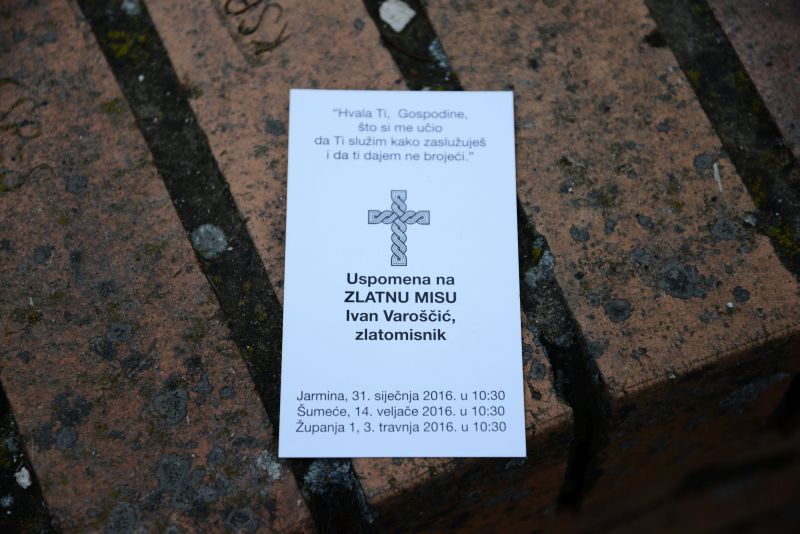 "Hvala Ti, Gospodine,
što si me učio
da Ti služim kako zaslužuješ
i da ti dajem ne brojeći."
Uspomena na
ZLATNU MISU
Ivan Varoščić,
zlatomisnik
Jarmina, 31. siječnja 2016. u 10:30
Šumeće, 14. veljače 2016. u 10:30
Županja 1, 3. travnja 2016. u 10:30